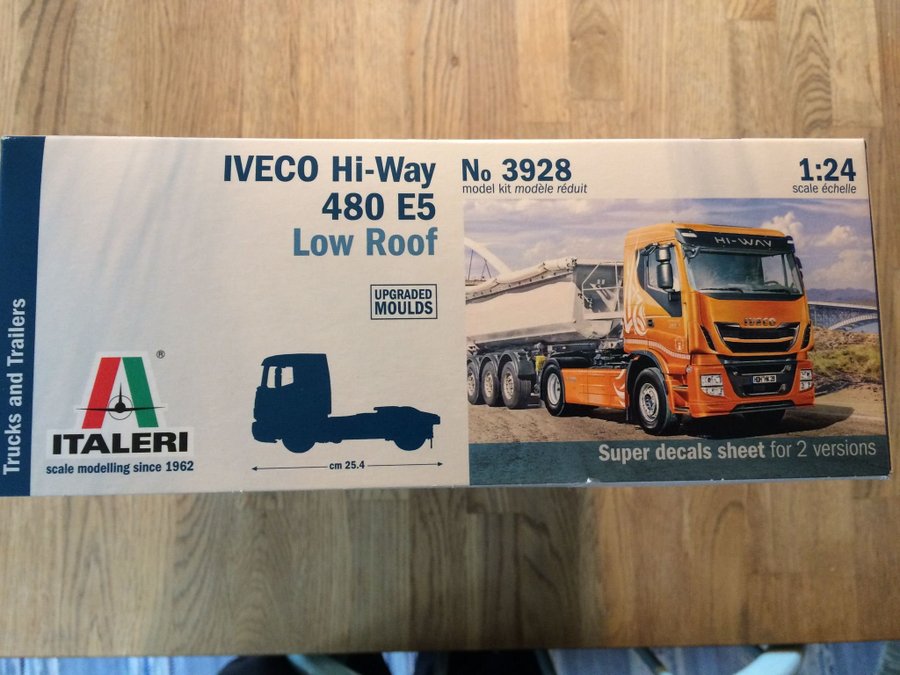 Trucks and Trailers
IVECO Hi-Way
480 E5
Low Roof
UPGRADED
MOULDS
®
ITALERI
scale modelling since 1962
cm 25.4
No 3928
model kit modèle réduit
1:24
scale échelle
HI-WAY
IVECO
Super decals sheet for 2 versions